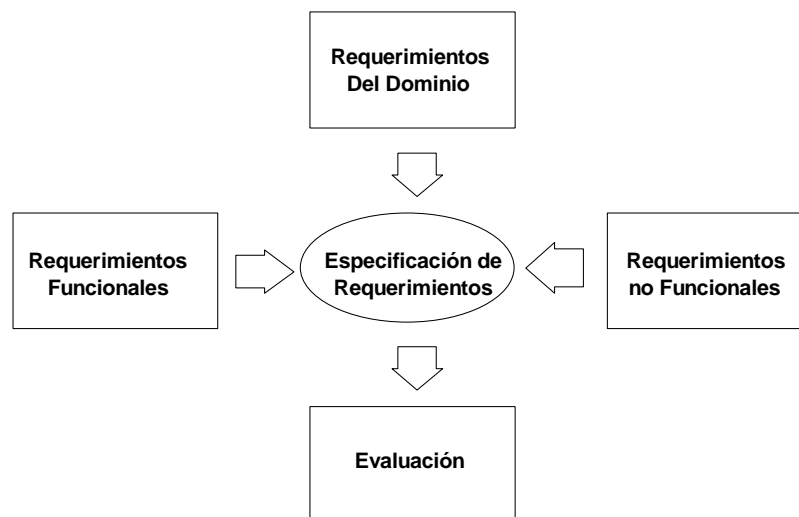 Requerimientos
Del Dominio
Requerimientos
Funcionales
Especificación de
Requerimientos
Requerimientos
no Funcionales
Evaluación